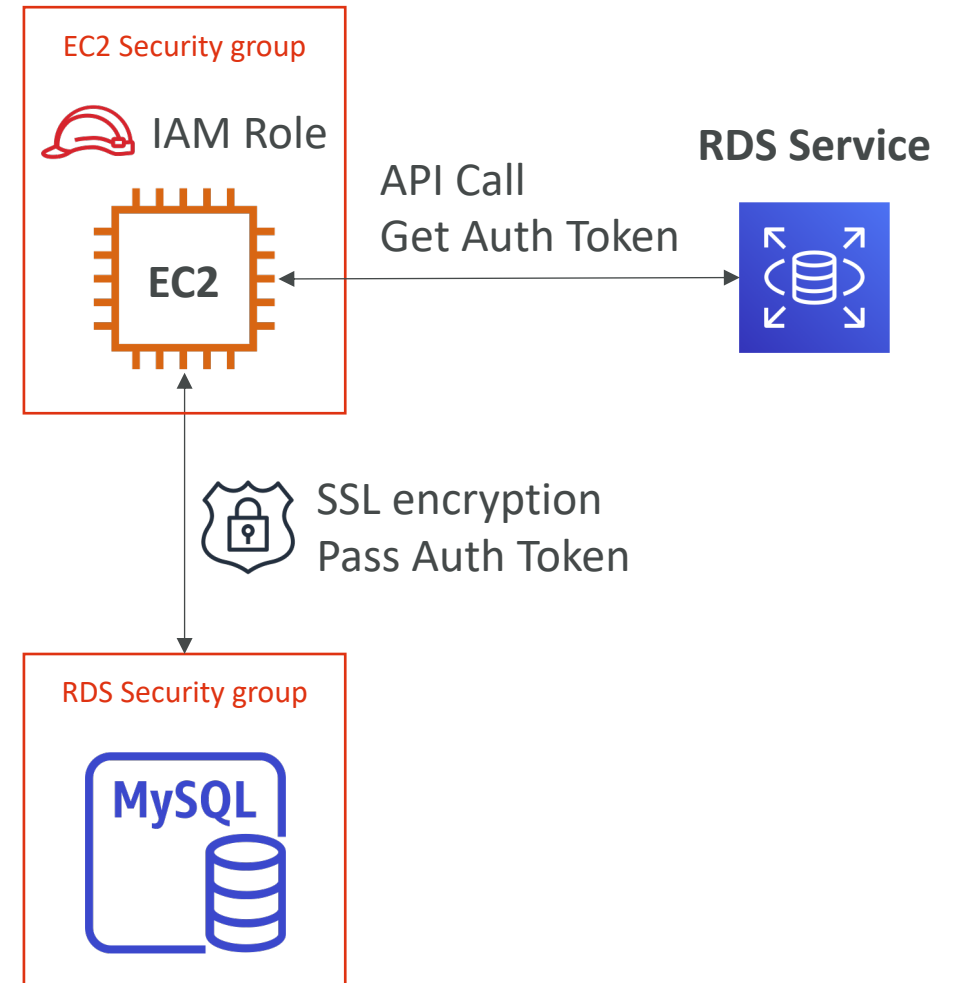 EC2 Security group
IAM Role
EC2
API Call
Get Auth Token
RDS Service
SSL encryption
Pass Auth Token
RDS Security group
MySQL